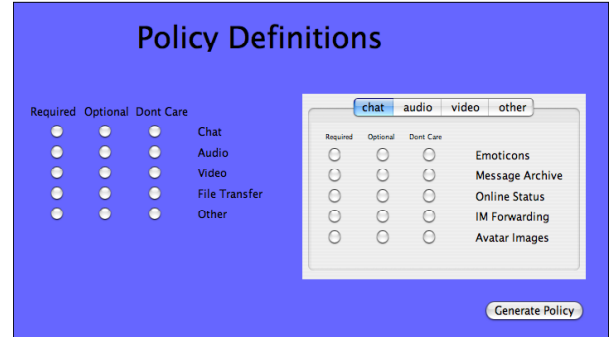 Policy Definitions
Required Optional Dont Care
Chat
Audio
Video
File Transfer
Other
chat audio video other
Required Optional Dont Care
Emoticons
Message Archive
Online Status
IM Forwarding
Avatar Images
Generate Policy